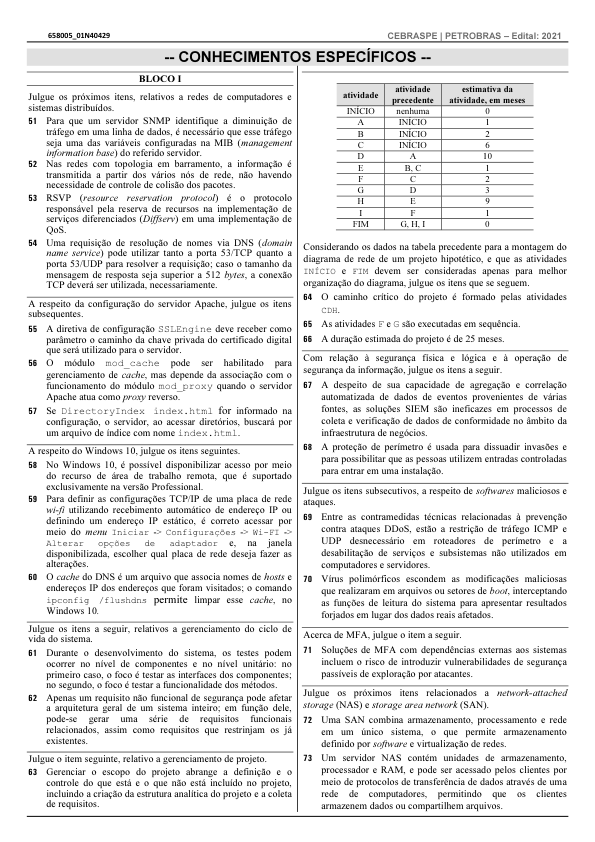 658005_01N40429
CEBRASPE | PETROBRAS – Edital: 2021
-- CONHECIMENTOS ESPECÍFICOS --
BLOCO I
Julgue os próximos itens, relativos a redes de computadores e
sistemas distribuídos.
51 Para que um servidor SNMP identifique a diminuição de
tráfego em uma linha de dados, é necessário que esse tráfego
seja uma das variáveis configuradas na MIB (management
information base) do referido servidor.
52 Nas redes com topologia em barramento, a informação é
transmitida a partir dos vários nós de rede, não havendo
necessidade de controle de colisão dos pacotes.
53 RSVP (resource reservation protocol) é o protocolo
responsável pela reserva de recursos na implementação de
serviços diferenciados (Diffserv) em uma implementação de
QoS.
54 Uma requisição de resolução de nomes via DNS (domain
name service) pode utilizar tanto a porta 53/TCP quanto a
porta 53/UDP para resolver a requisição; caso o tamanho da
mensagem de resposta seja superior a 512 bytes, a conexão
TCP deverá ser utilizada, necessariamente.
A respeito da configuração do servidor Apache, julgue os itens
subsequentes.
55 A diretiva de configuração SSLEngine deve receber como
parâmetro o caminho da chave privada do certificado digital
que será utilizado para o servidor.
56 O módulo mod_cache pode ser habilitado para
gerenciamento de cache, mas depende da associação com o
funcionamento do módulo mod_proxy quando o servidor
Apache atua como proxy reverso.
57 Se DirectoryIndex index.html for informado na
configuração, o servidor, ao acessar diretórios, buscará por
um arquivo de índice com nome index.html.
A respeito do Windows 10, julgue os itens seguintes.
58 No Windows 10, é possível disponibilizar acesso por meio
do recurso de área de trabalho remota, que é suportado
exclusivamente na versão Professional.
59 Para definir as configurações TCP/IP de uma placa de rede
wi-fi utilizando recebimento automático de endereço IP ou
definindo um endereço IP estático, é correto acessar por
meio do menu Iniciar -> Configurações -> Wi-FI ->
Alterar opções de adaptador e, na janela
disponibilizada, escolher qual placa de rede deseja fazer as
alterações.
60 O cache do DNS é um arquivo que associa nomes de hosts e
endereços IP dos endereços que foram visitados; o comando
ipconfig /flushdns permite limpar esse cache, no
Windows 10.
Julgue os itens a seguir, relativos a gerenciamento do ciclo de
vida do sistema.
61 Durante o desenvolvimento do sistema, os testes podem
ocorrer no nível de componentes e no nível unitário: no
primeiro caso, o foco é testar as interfaces dos componentes;
no segundo, o foco é testar a funcionalidade dos métodos.
62 Apenas um requisito não funcional de segurança pode afetar
a arquitetura geral de um sistema inteiro; em função dele,
pode-se gerar uma série de requisitos funcionais
relacionados, assim como requisitos que restrinjam os já
existentes.
Julgue o item seguinte, relativo a gerenciamento de projeto.
63 Gerenciar o escopo do projeto abrange a definição e o
controle do que está e o que não está incluído no projeto,
incluindo a criação da estrutura analítica do projeto e a coleta
de requisitos.
atividade atividade precedente estimativa da atividade, em meses
INÍCIO nenhuma 0
A INÍCIO 1
B INÍCIO 2
C INÍCIO 6
D A 10
E B, C 1
F C 2
G D 3
H E 9
I F 1
FIM G, H, I 0
Considerando os dados na tabela precedente para a montagem do
diagrama de rede de um projeto hipotético, e que as atividades
INÍCIO e FIM devem ser consideradas apenas para melhor
organização do diagrama, julgue os itens que se seguem.
64 O caminho crítico do projeto é formado pelas atividades
CDH.
65 As atividades F e G são executadas em sequência.
66 A duração estimada do projeto é de 25 meses.
Com relação à segurança física e lógica e à operação de
segurança da informação, julgue os itens a seguir.
67 A despeito de sua capacidade de agregação e correlação
automatizada de dados de eventos provenientes de várias
fontes, as soluções SIEM são ineficazes em processos de
coleta e verificação de dados de conformidade no âmbito da
infraestrutura de negócios.
68 A proteção de perímetro é usada para dissuadir invasões e
para possibilitar que as pessoas utilizem entradas controladas
para entrar em uma instalação.
Julgue os itens subsecutivos, a respeito de softwares maliciosos e
ataques.
69 Entre as contramedidas técnicas relacionadas à prevenção
contra ataques DDoS, estão a restrição de tráfego ICMP e
UDP desnecessário em roteadores de perímetro e a
desabilitação de serviços e subsistemas não utilizados em
computadores e servidores.
70 Vírus polimórficos escondem as modificações maliciosas
que realizaram em arquivos ou setores de boot, interceptando
as funções de leitura do sistema para apresentar resultados
forjados em lugar dos dados reais afetados.
Acerca de MFA, julgue o item a seguir.
71 Soluções de MFA com dependências externas aos sistemas
incluem o risco de introduzir vulnerabilidades de segurança
passíveis de exploração por atacantes.
Julgue os próximos itens relacionados a network-attached
storage (NAS) e storage area network (SAN).
72 Uma SAN combina armazenamento, processamento e rede
em um único sistema, o que permite armazenamento
definido por software e virtualização de redes.
73 Um servidor NAS contém unidades de armazenamento,
processador e RAM, e pode ser acessado pelos clientes por
meio de protocolos de transferência de dados através de uma
rede de computadores, permitindo que os clientes
armazenem dados ou compartilhem arquivos.